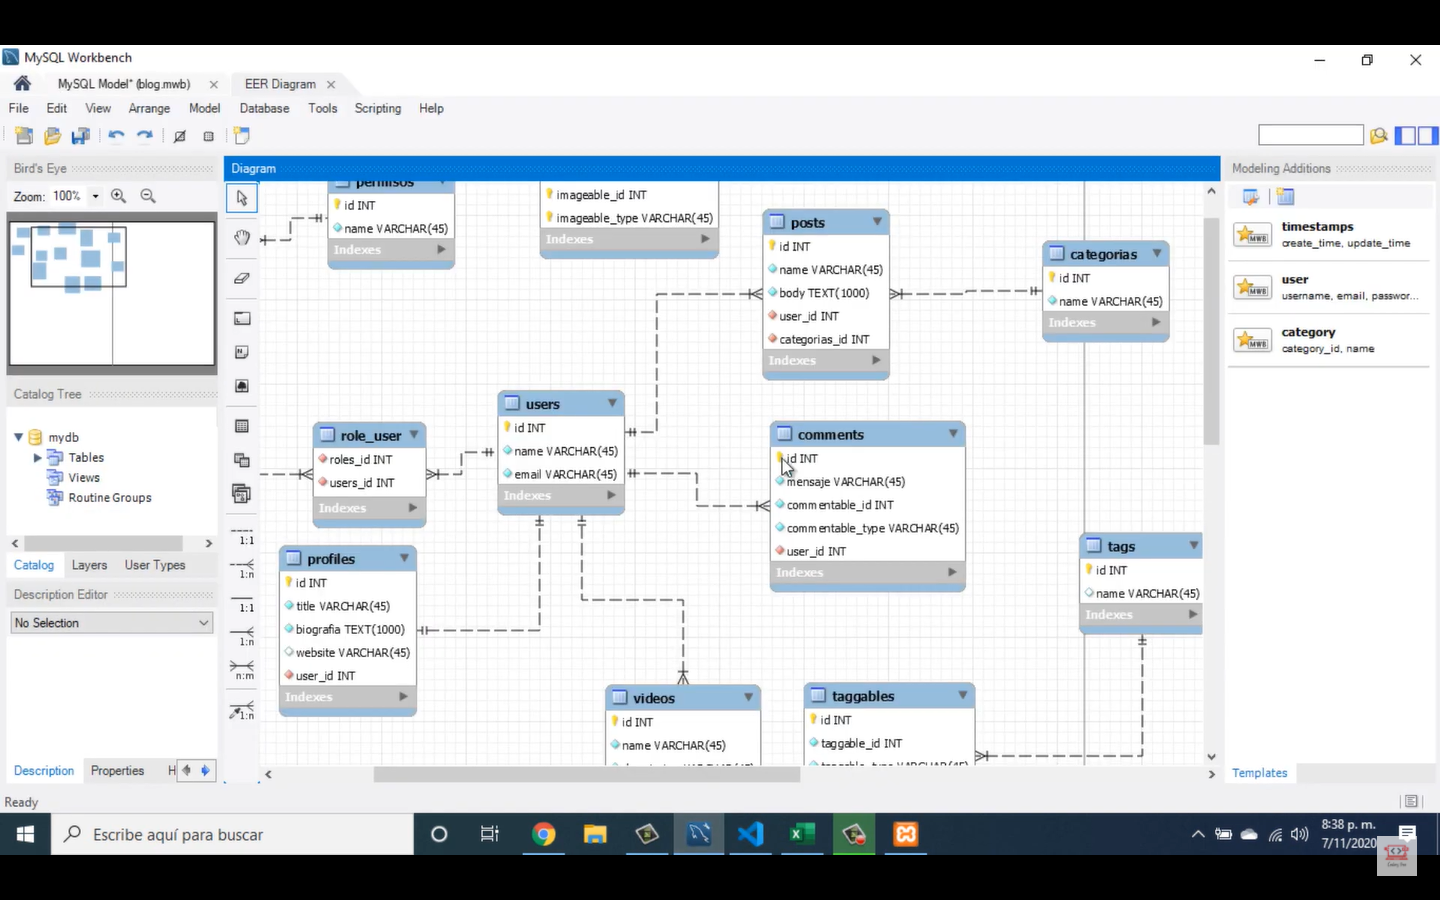 MySQL Workbench
MySQL Model* (blog.mwb)
EER Diagram
File Edit View Arrange Model Database Tools Scripting Help
Bird's Eye
Zoom: 100%
Catalog Tree
mydb
Tables
Views
Routine Groups
Catalog Layers User Types
Description Editor
No Selection
Description Properties H
Ready
Diagram
1:1
1:n
1:1
1:n
n:m
1:n
permisos
id INT
name VARCHAR(45)
Indexes
imageable_id INT
imageable_type VARCHAR(45)
Indexes
posts
id INT
name VARCHAR(45)
body TEXT(1000)
user_id INT
categorias_id INT
Indexes
categorias
id INT
name VARCHAR(45)
Indexes
role_user
roles_id INT
users_id INT
Indexes
users
id INT
name VARCHAR(45)
email VARCHAR(45)
Indexes
comments
id INT
mensaje VARCHAR(45)
commentable_id INT
commentable_type VARCHAR(45)
user_id INT
Indexes
profiles
id INT
title VARCHAR(45)
biografia TEXT(1000)
website VARCHAR(45)
user_id INT
Indexes
tags
id INT
name VARCHAR(45)
Indexes
videos
id INT
name VARCHAR(45)
taggables
id INT
taggable_id INT
taggable_type VARCHAR(45)
Modeling Additions
timestamps
create_time, update_time
user
username, email, passwor...
category
category_id, name
Templates
Escribe aquí para buscar
8:38 p. m.
7/11/2020